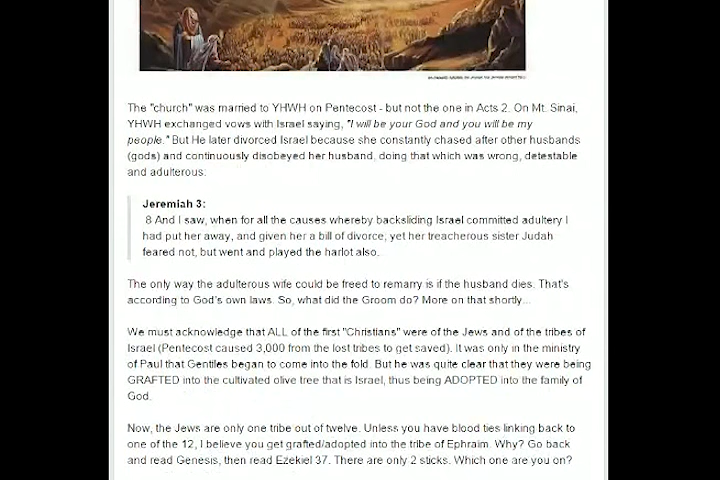 The "church" was married to YHWH on Pentecost - but not the one in Acts 2. On Mt. Sinai,
YHWH exchanged vows with Israel saying, "I will be your God and you will be my
people." But He later divorced Israel because she constantly chased after other husbands
(gods) and continuously disobeyed her husband, doing that which was wrong, detestable
and adulterous:
Jeremiah 3:
8 And I saw, when for all the causes whereby backsliding Israel committed adultery I
had put her away, and given her a bill of divorce; yet her treacherous sister Judah
feared not, but went and played the harlot also.
The only way the adulterous wife could be freed to remarry is if the husband dies. That's
according to God's own laws. So, what did the Groom do? More on that shortly...
We must acknowledge that ALL of the first "Christians" were of the Jews and of the tribes of
Israel (Pentecost caused 3,000 from the lost tribes to get saved). It was only in the ministry
of Paul that Gentiles began to come into the fold. But he was quite clear that they were being
GRAFTED into the cultivated olive tree that is Israel, thus being ADOPTED into the family of
God.
Now, the Jews are only one tribe out of twelve. Unless you have blood ties linking back to
one of the 12, I believe you get grafted/adopted into the tribe of Ephraim. Why? Go back
and read Genesis, then read Ezekiel 37. There are only 2 sticks. Which one are you on?